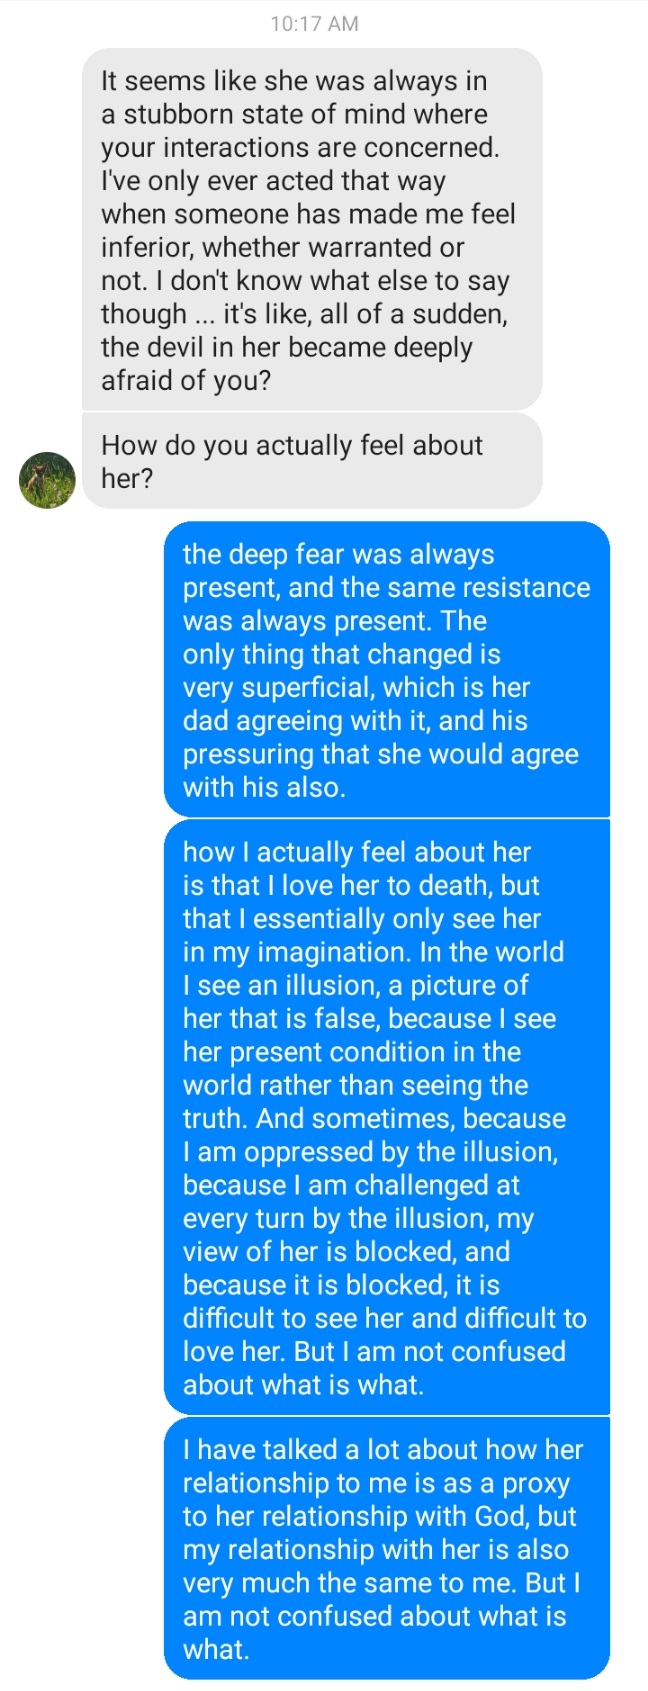 10:17 AM
It seems like she was always in
a stubborn state of mind where
your interactions are concerned.
I've only ever acted that way
when someone has made me feel
inferior, whether warranted or
not. I don't know what else to say
though ... it's like, all of a sudden,
the devil in her became deeply
afraid of you?
How do you actually feel about
her?
the deep fear was always
present, and the same resistance
was always present. The
only thing that changed is
very superficial, which is her
dad agreeing with it, and his
pressuring that she would agree
with his also.
how I actually feel about her
is that I love her to death, but
that I essentially only see her
in my imagination. In the world
I see an illusion, a picture of
her that is false, because I see
her present condition in the
world rather than seeing the
truth. And sometimes, because
I am oppressed by the illusion,
because I am challenged at
every turn by the illusion, my
view of her is blocked, and
because it is blocked, it is
difficult to see her and difficult to
love her. But I am not confused
about what is what.
I have talked a lot about how her
relationship to me is as a proxy
to her relationship with God, but
my relationship with her is also
very much the same to me. But I
am not confused about what is
what.